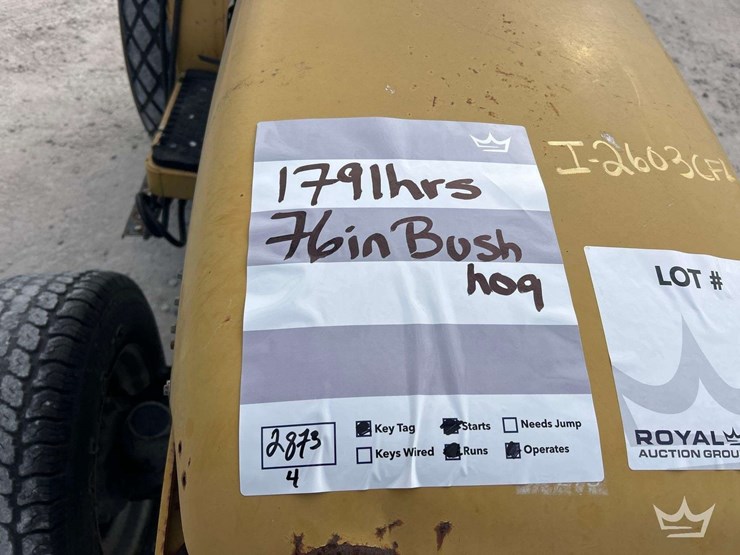 1791hrs
76in Bush
hog
I-2603CFL
LOT #
2873
4
Key Tag
Starts
Needs Jump
Keys Wired
Runs
Operates
ROYAL
AUCTION GROU